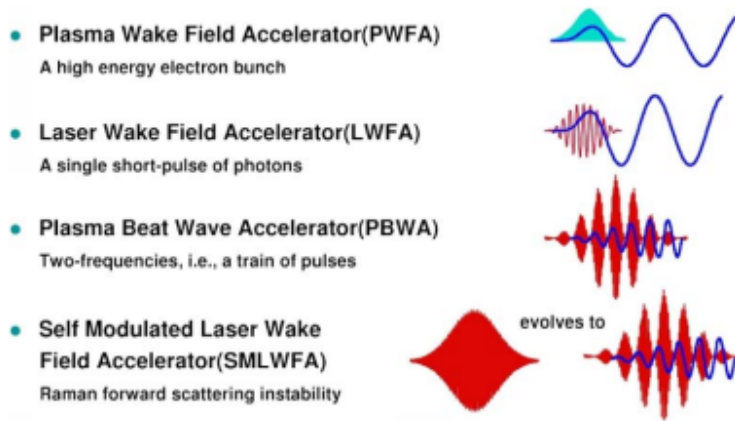 Plasma Wake Field Accelerator(PWFA)
A high energy electron bunch
Laser Wake Field Accelerator(LWFA)
A single short-pulse of photons
Plasma Beat Wave Accelerator(PBWA)
Two-frequencies, i.e., a train of pulses
Self Modulated Laser Wake
Field Accelerator(SMLWFA)
Raman forward scattering instability
evolves to